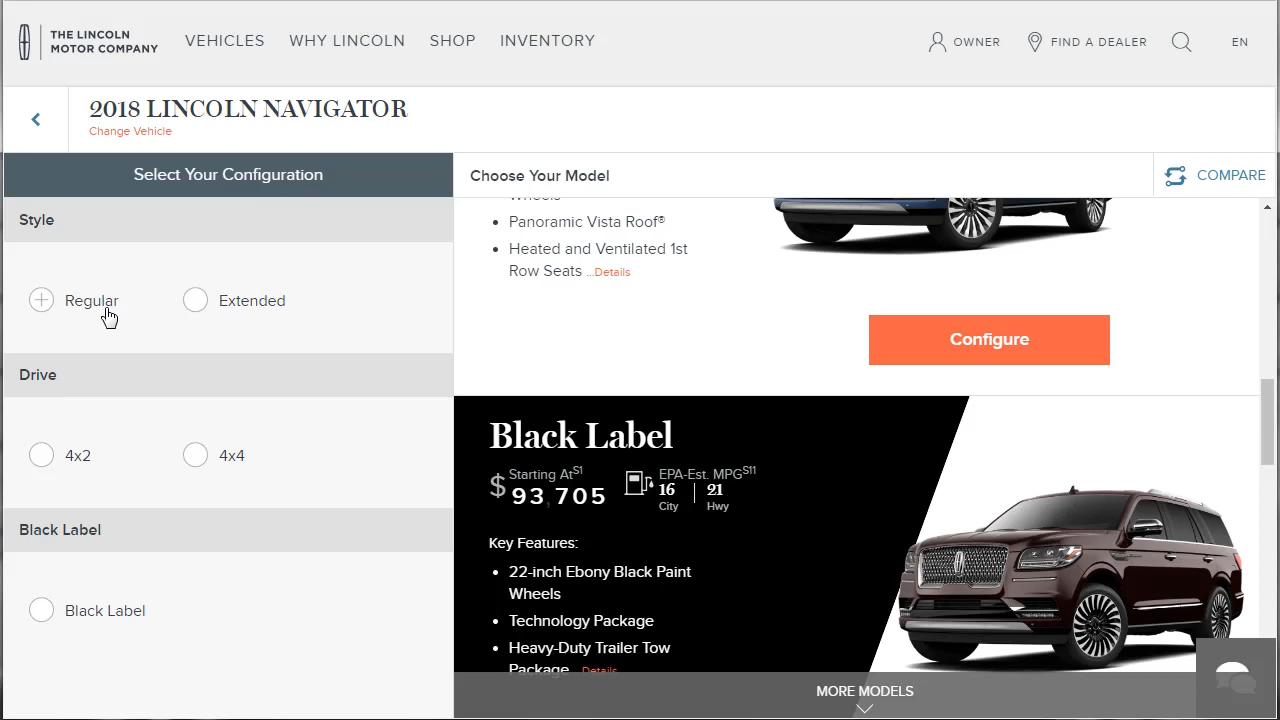 THE LINCOLN
MOTOR COMPANY
VEHICLES
WHY LINCOLN
SHOP
INVENTORY
OWNER
FIND A DEALER
EN
2018 LINCOLN NAVIGATOR
Change Vehicle
Select Your Configuration
Choose Your Model
COMPARE
Style
Regular
Extended
Drive
4x2
4x4
Black Label
Black Label
Wheels
• Panoramic Vista Roof®
• Heated and Ventilated 1st
Row Seats ...Details
Configure
Black Label
Starting At S1
$ 93,705
EPA-Est. MPG S11
16 | 21
City Hwy
Key Features:
• 22-inch Ebony Black Paint
Wheels
• Technology Package
• Heavy-Duty Trailer Tow
Package ...Details
MORE MODELS